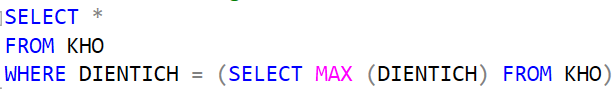 SELECT *
FROM KHO
WHERE DIENTICH = (SELECT MAX (DIENTICH) FROM KHO)